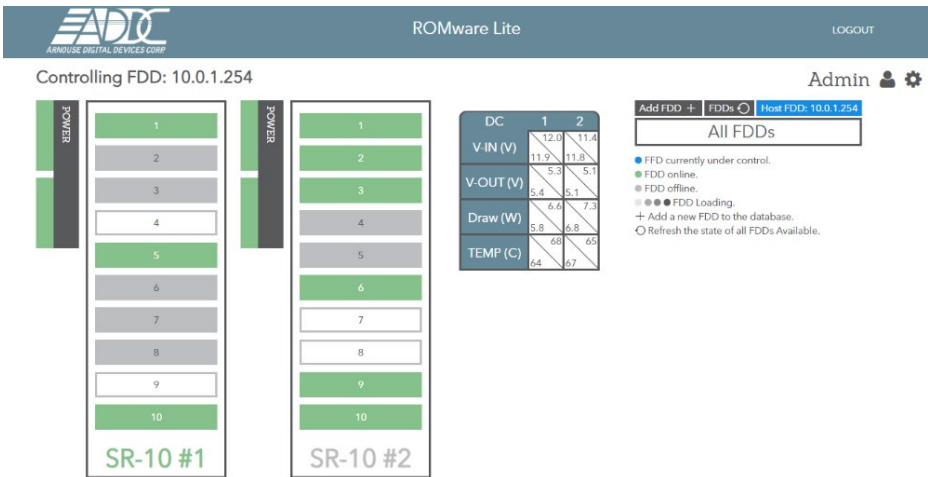 ADDC
ARNOUSE DIGITAL DEVICES CORP
ROMware Lite
LOGOUT
Controlling FDD: 10.0.1.254
Admin
POWER
1
2
3
4
5
6
7
8
9
10
SR-10 #1
POWER
1
2
3
4
5
6
7
8
9
10
SR-10 #2
DC 1 2
V-IN (V) 12.0 11.9 11.4 11.8
V-OUT (V) 5.3 5.4 5.1 5.1
Draw (W) 6.6 5.8 7.3 6.8
TEMP (C) 68 64 65 67
Add FDD + FDDs Host FDD: 10.0.1.254
All FDDs
FFD currently under control.
FDD online.
FDD offline.
FDD Loading.
+ Add a new FDD to the database.
Refresh the state of all FDDs Available.